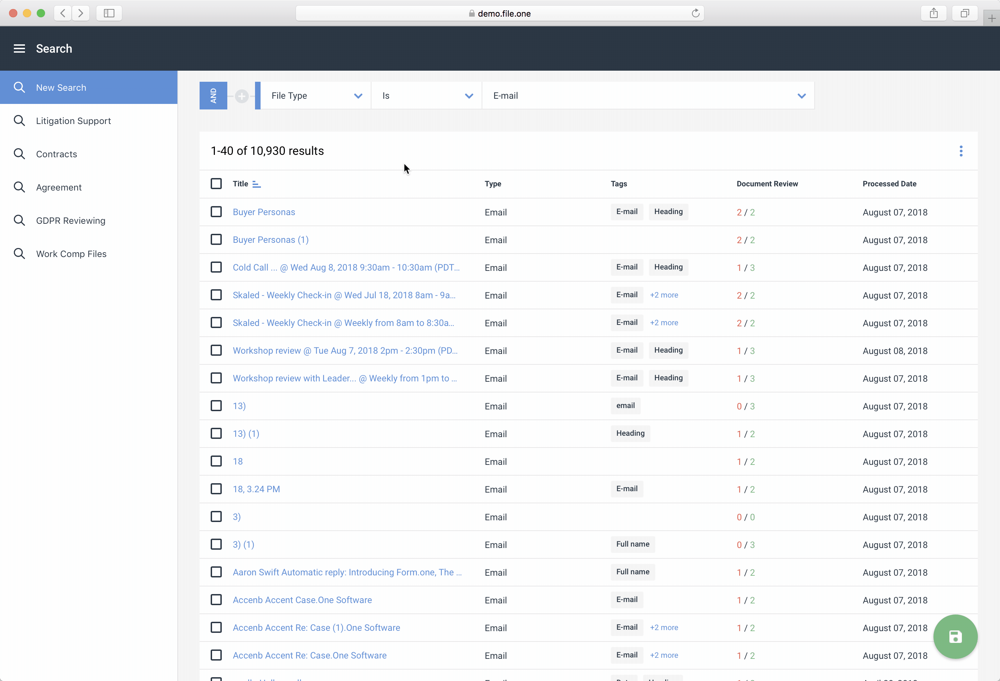 demo.file.one
Search
New Search
Litigation Support
Contracts
Agreement
GDPR Reviewing
Work Comp Files
AND File Type Is E-mail
1-40 of 10,930 results
Title Type Tags Document Review Processed Date
Buyer Personas Email E-mail Heading 2 / 2 August 07, 2018
Buyer Personas (1) Email 2 / 2 August 07, 2018
Cold Call ... @ Wed Aug 8, 2018 9:30am - 10:30am (PDT... Email E-mail Heading 1 / 3 August 07, 2018
Skaled - Weekly Check-in @ Wed Jul 18, 2018 8am - 9a... Email E-mail +2 more 2 / 2 August 07, 2018
Skaled - Weekly Check-in @ Weekly from 8am to 8:30a... Email E-mail +2 more 2 / 2 August 07, 2018
Workshop review @ Tue Aug 7, 2018 2pm - 2:30pm (PD... Email E-mail Heading 1 / 3 August 08, 2018
Workshop review with Leader... @ Weekly from 1pm to ... Email E-mail Heading 1 / 3 August 07, 2018
13) Email email 0 / 3 August 07, 2018
13) (1) Email Heading 1 / 2 August 07, 2018
18 Email 1 / 2 August 07, 2018
18, 3.24 PM Email E-mail 1 / 2 August 07, 2018
3) Email 0 / 0 August 07, 2018
3) (1) Email Full name 0 / 3 August 07, 2018
Aaron Swift Automatic reply: Introducing Form.one, The ... Email Full name 1 / 2 August 07, 2018
Accenb Accent Case.One Software Email E-mail 1 / 2 August 07, 2018
Accenb Accent Re: Case (1).One Software Email E-mail +2 more 1 / 2 August 07, 2018
Accenb Accent Re: Case.One Software Email E-mail +2 more 1 / 2 August 07, 2018